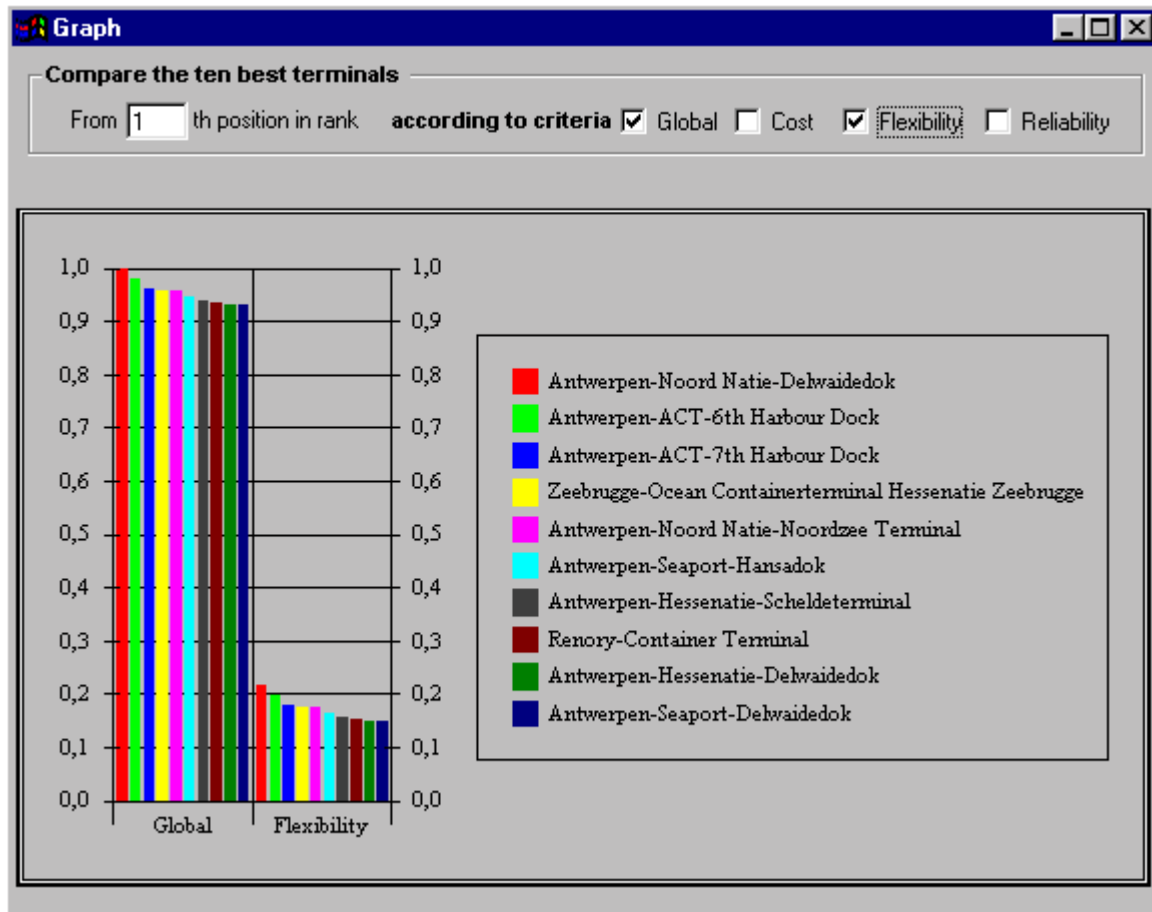 Graph
Compare the ten best terminals
From 1 th position in rank according to criteria Global Cost Flexibility Reliability
1,0 1,0
0,9 0,9
0,8 0,8
0,7 0,7
0,6 0,6
0,5 0,5
0,4 0,4
0,3 0,3
0,2 0,2
0,1 0,1
0,0 0,0
Global Flexibility
Antwerpen-Noord Natie-Delwaidedok
Antwerpen-ACT-6th Harbour Dock
Antwerpen-ACT-7th Harbour Dock
Zeebrugge-Ocean Containerterminal Hessenatie Zeebrugge
Antwerpen-Noord Natie-Noordzee Terminal
Antwerpen-Seaport-Hansadok
Antwerpen-Hessenatie-Scheldeterminal
Renory-Container Terminal
Antwerpen-Hessenatie-Delwaidedok
Antwerpen-Seaport-Delwaidedok